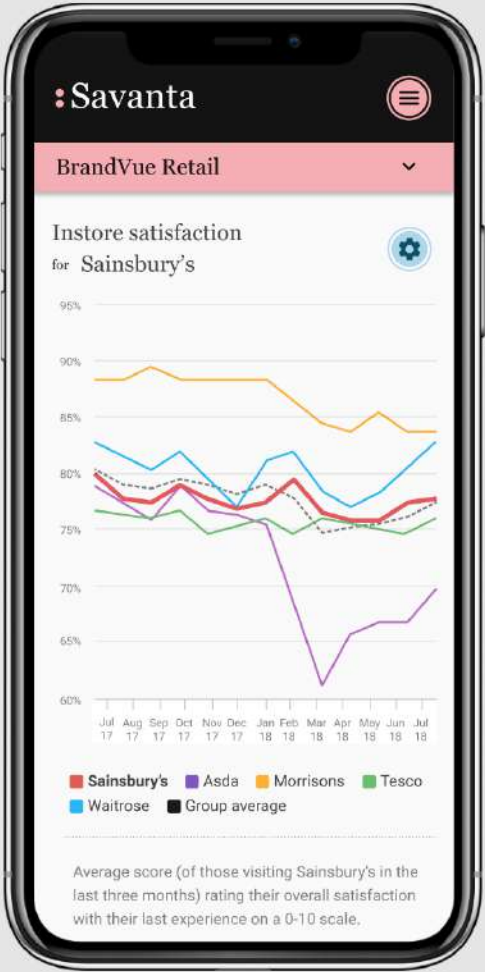 Savanta
BrandVue Retail
Instore satisfaction
for Sainsbury's
95%
90%
85%
80%
75%
70%
65%
60%
Jul Aug Sep Oct Nov Dec Jan Feb Mar Apr May Jun Jul
17 17 17 17 17 17 18 18 18 18 18 18 18
Sainsbury's Asda Morrisons Tesco
Waitrose Group average
Average score (of those visiting Sainsbury's in the
last three months) rating their overall satisfaction
with their last experience on a 0-10 scale.